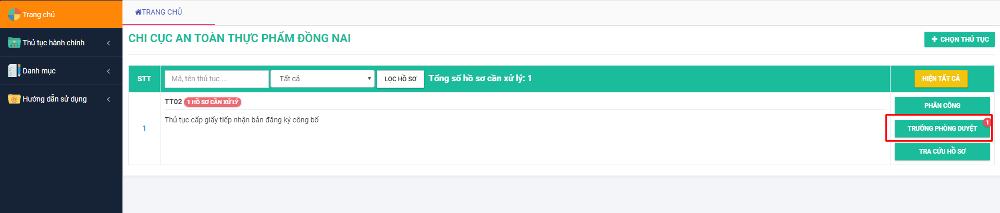 Trang chủ
Thủ tục hành chính
Danh mục
Hướng dẫn sử dụng
TRANG CHỦ
CHI CỤC AN TOÀN THỰC PHẨM ĐỒNG NAI
CHỌN THỦ TỤC
STT
Mã, tên thủ tục ...
Tất cả
LỌC HỒ SƠ
Tổng số hồ sơ cần xử lý: 1
HIỆN TẤT CẢ
1
TT02 1 HỒ SƠ CẦN XỬ LÝ
Thủ tục cấp giấy tiếp nhận bản đăng ký công bố
PHÂN CÔNG
TRƯỞNG PHÒNG DUYỆT 1
TRA CỨU HỒ SƠ